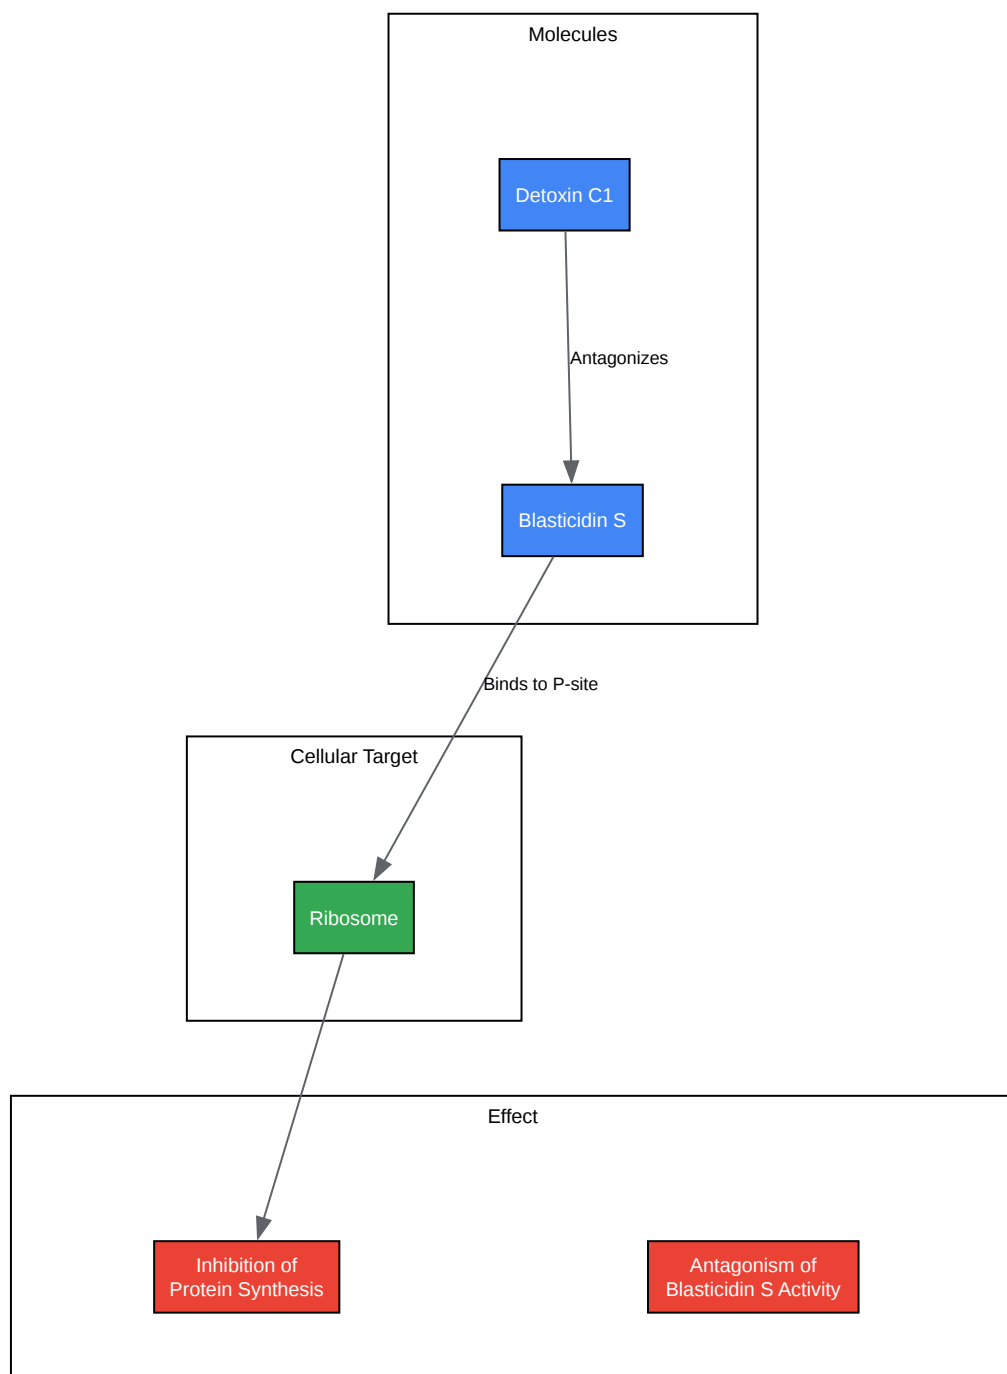 Molecules
Detoxin C1
Antagonizes
Blasticidin S
Binds to P-site
Cellular Target
Ribosome
Effect
Inhibition of
Protein Synthesis
Antagonism of
Blasticidin S Activity